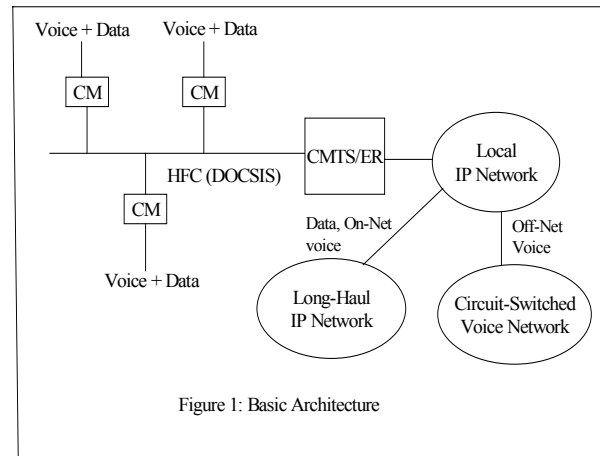 Voice + Data
Voice + Data
CM
CM
CMTS/ER
Local
IP Network
HFC (DOCSIS)
CM
Data, On-Net
voice
Off-Net
Voice
Voice + Data
Long-Haul
IP Network
Circuit-Switched
Voice Network
Figure 1: Basic Architecture